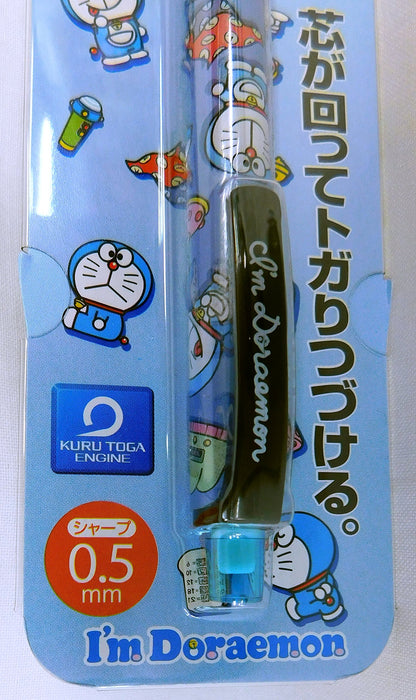 芯が回ってトガりつづける。
I'm Doraemon
KURU TOGA
ENGINE
シャープ
0.5
mm
I'm Doraemon